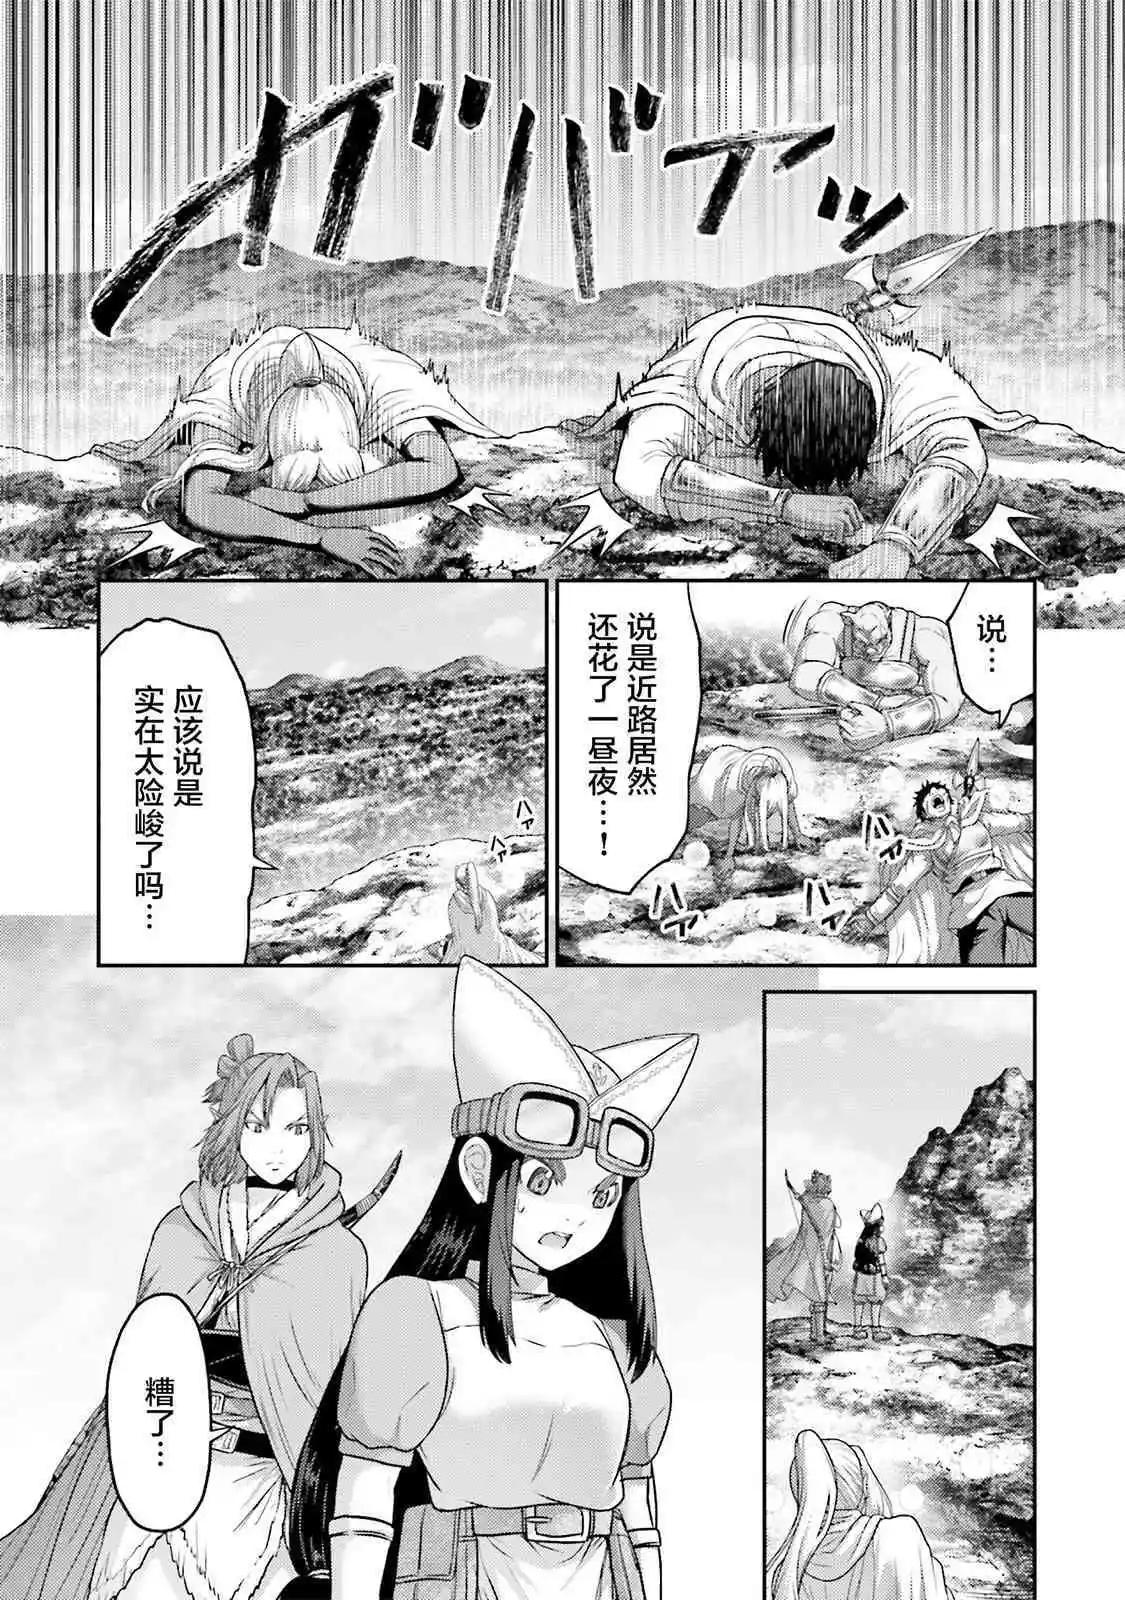 ガバァッ
说…
说是近路居然
还花了一昼夜…！
ハァ
ハァ
ハァ
ハァ
应该说是
实在太险峻了吗…
ハァ
ハァ
糟了…